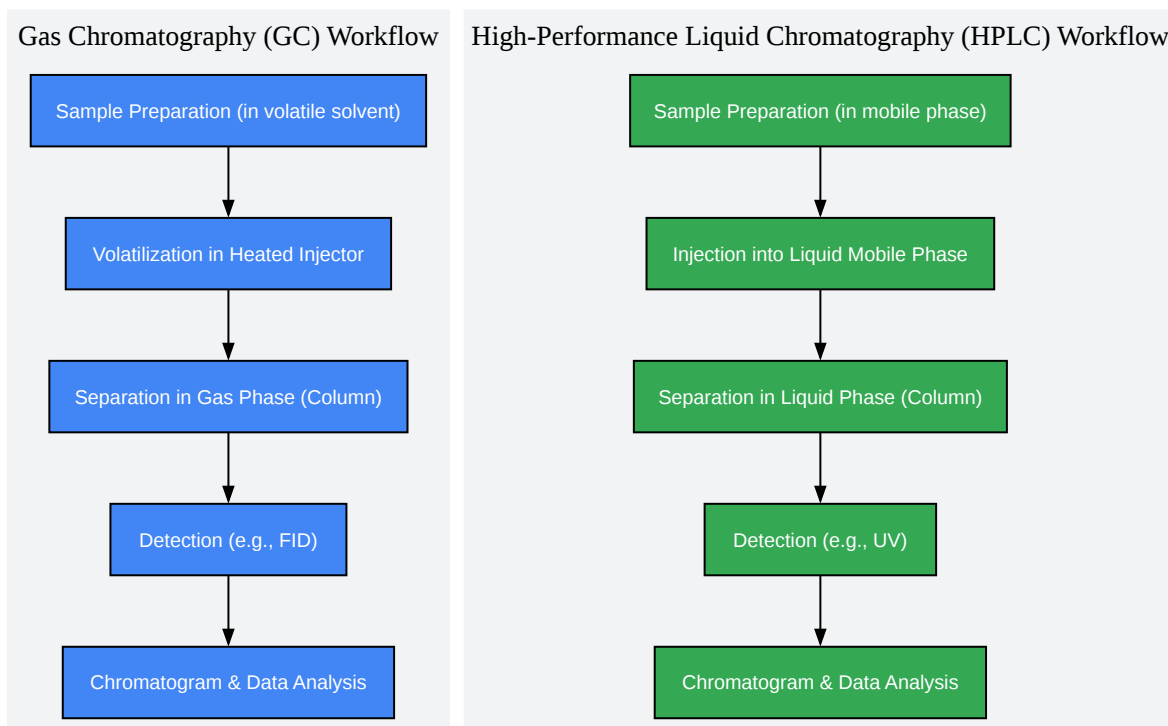 Gas Chromatography (GC) Workflow
Sample Preparation (in volatile solvent)
Volatilization in Heated Injector
Separation in Gas Phase (Column)
Detection (e.g., FID)
Chromatogram & Data Analysis
High-Performance Liquid Chromatography (HPLC) Workflow
Sample Preparation (in mobile phase)
Injection into Liquid Mobile Phase
Separation in Liquid Phase (Column)
Detection (e.g., UV)
Chromatogram & Data Analysis